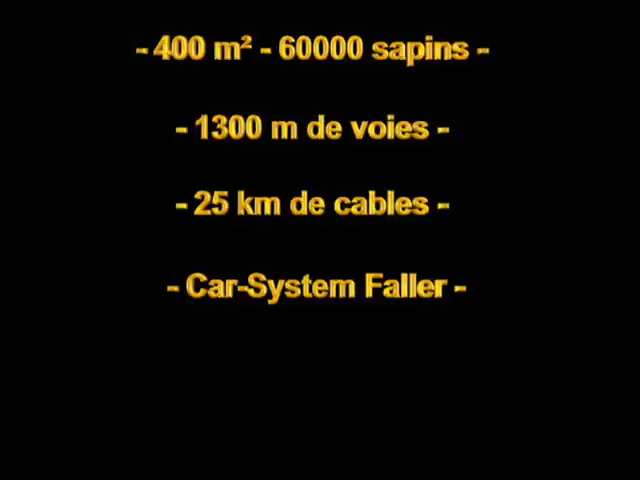 - 400 m² - 60000 sapins -
- 1300 m de voies -
- 25 km de cables -
- Car-System Faller -